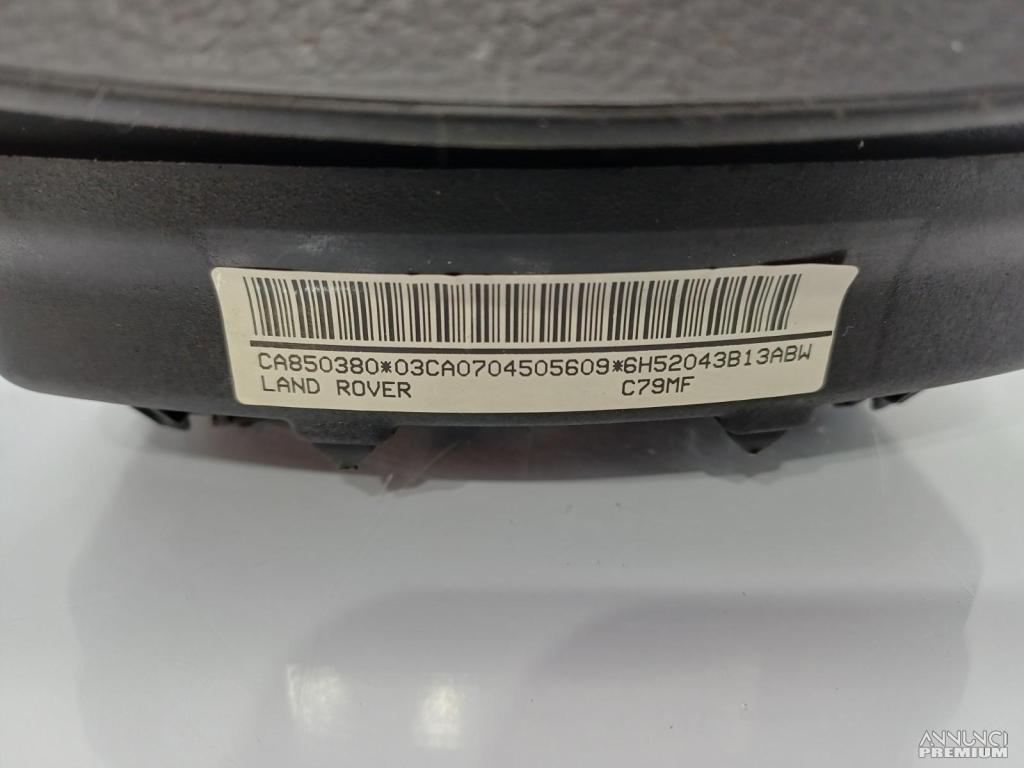 CA850380*03CA0704505609*6H52043B13ABW
LAND ROVER C79MF
ANNUNCI
PREMIUM